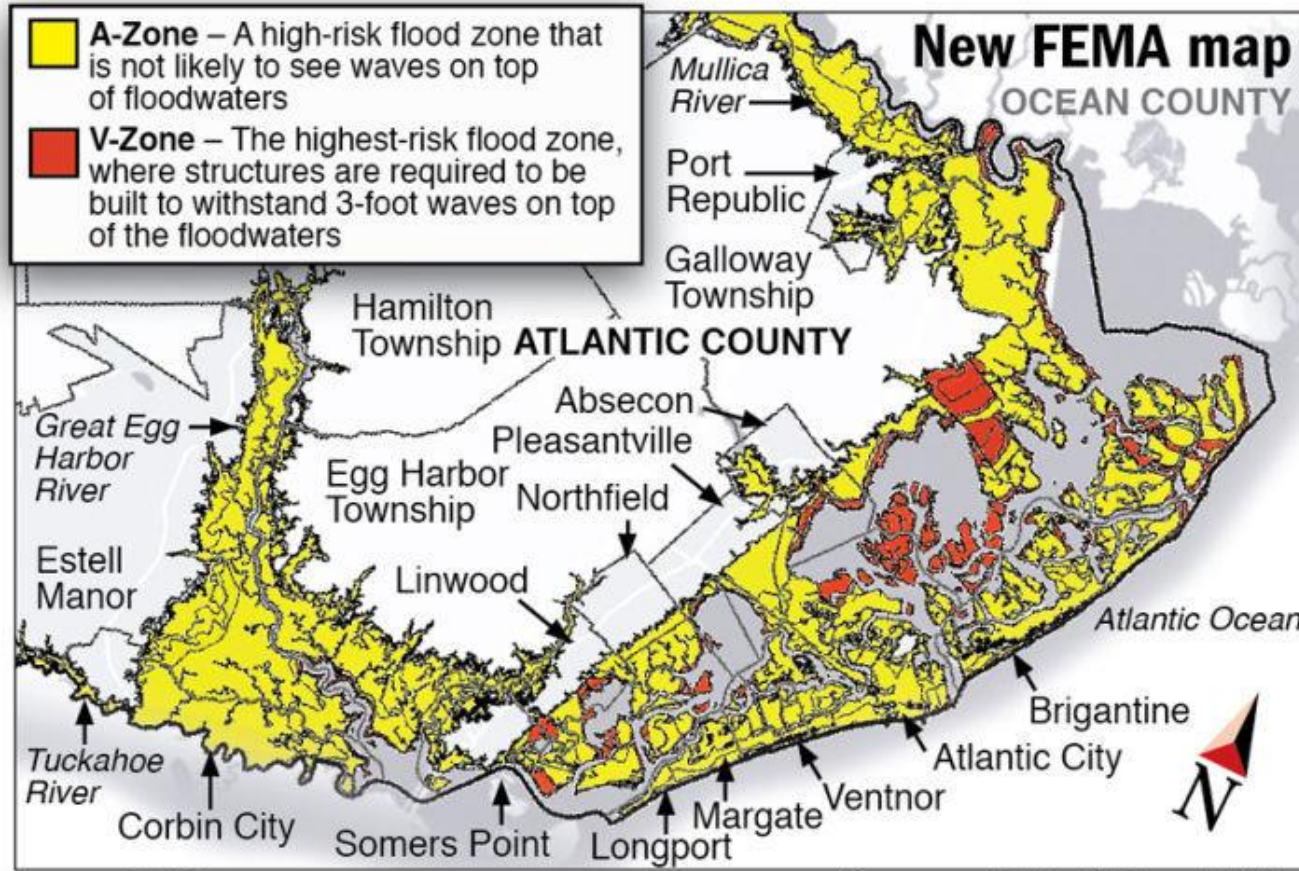 A-Zone – A high-risk flood zone that
is not likely to see waves on top
of floodwaters
V-Zone – The highest-risk flood zone,
where structures are required to be
built to withstand 3-foot waves on top
of the floodwaters
New FEMA map
OCEAN COUNTY
Mullica
River
Port
Republic
Galloway
Township
Hamilton
Township
ATLANTIC COUNTY
Absecon
Pleasantville
Northfield
Great Egg
Harbor
River
Egg Harbor
Township
Linwood
Estell
Manor
Atlantic Ocean
Brigantine
Atlantic City
Ventnor
Margate
Longport
Somers Point
Corbin City
Tuckahoe
River
N